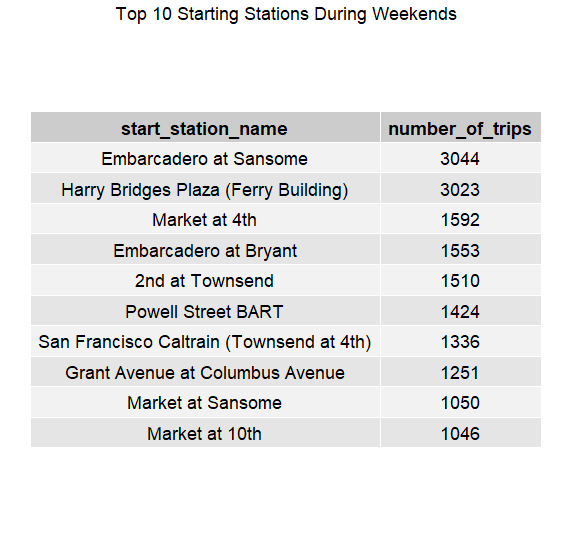 Top 10 Starting Stations During Weekends
start_station_name number_of_trips
Embarcadero at Sansome 3044
Harry Bridges Plaza (Ferry Building) 3023
Market at 4th 1592
Embarcadero at Bryant 1553
2nd at Townsend 1510
Powell Street BART 1424
San Francisco Caltrain (Townsend at 4th) 1336
Grant Avenue at Columbus Avenue 1251
Market at Sansome 1050
Market at 10th 1046